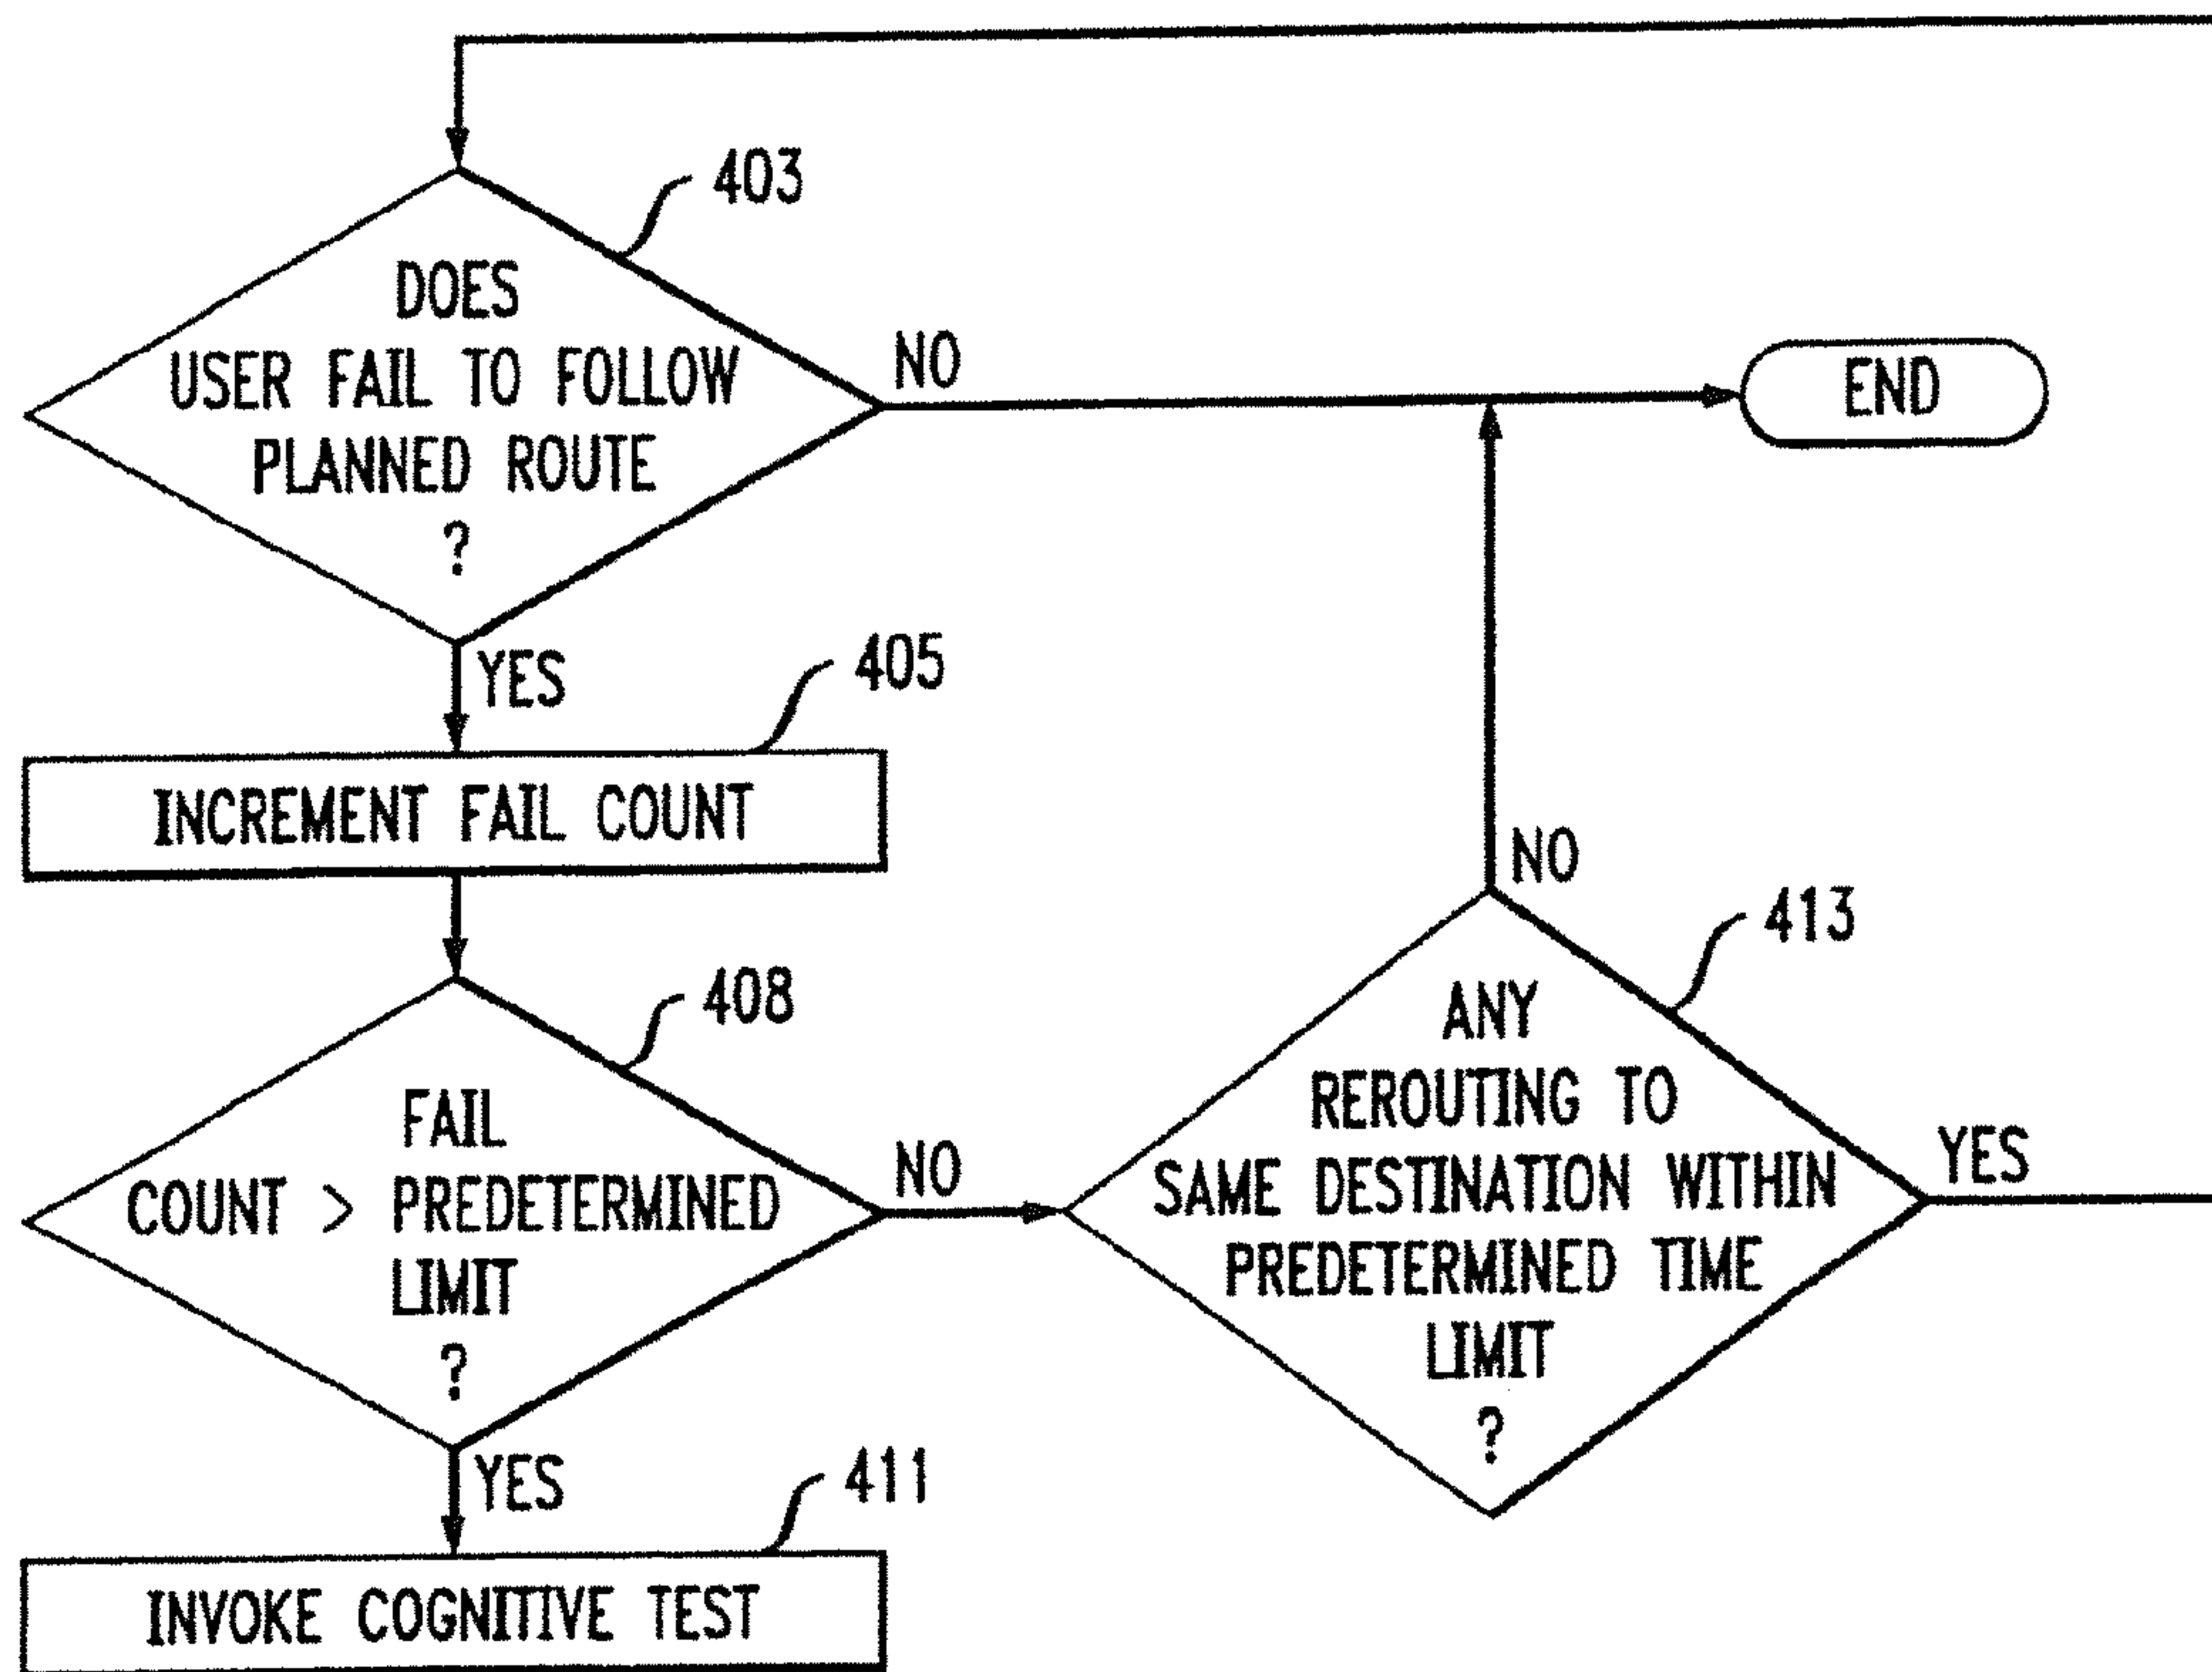 403
DOES
USER FAIL TO FOLLOW
PLANNED ROUTE
?
NO
END
YES
405
INCREMENT FAIL COUNT
408
FAIL
COUNT > PREDETERMINED
LIMIT
?
NO
YES
411
INVOKE COGNITIVE TEST
NO
413
ANY
REROUTING TO
SAME DESTINATION WITHIN
PREDETERMINED TIME
LIMIT
?
YES